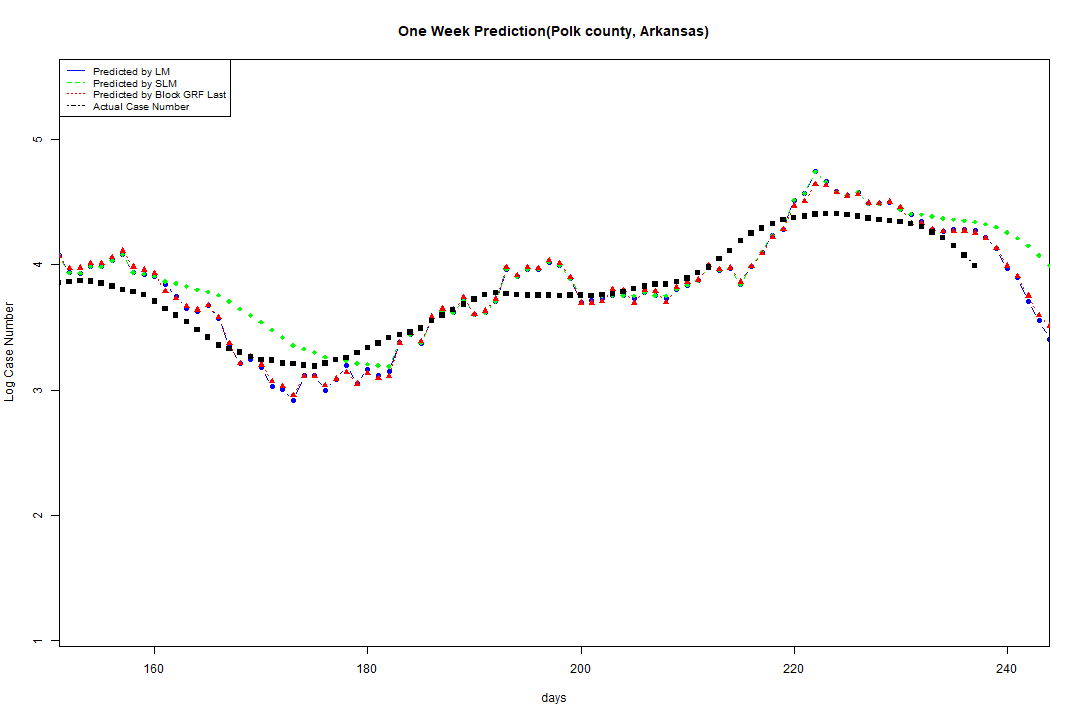 One Week Prediction(Polk county, Arkansas)
Predicted by LM
Predicted by SLM
Predicted by Block GRF Last
Actual Case Number
5
4
3
2
1
Log Case Number
160 180 200 220 240
days